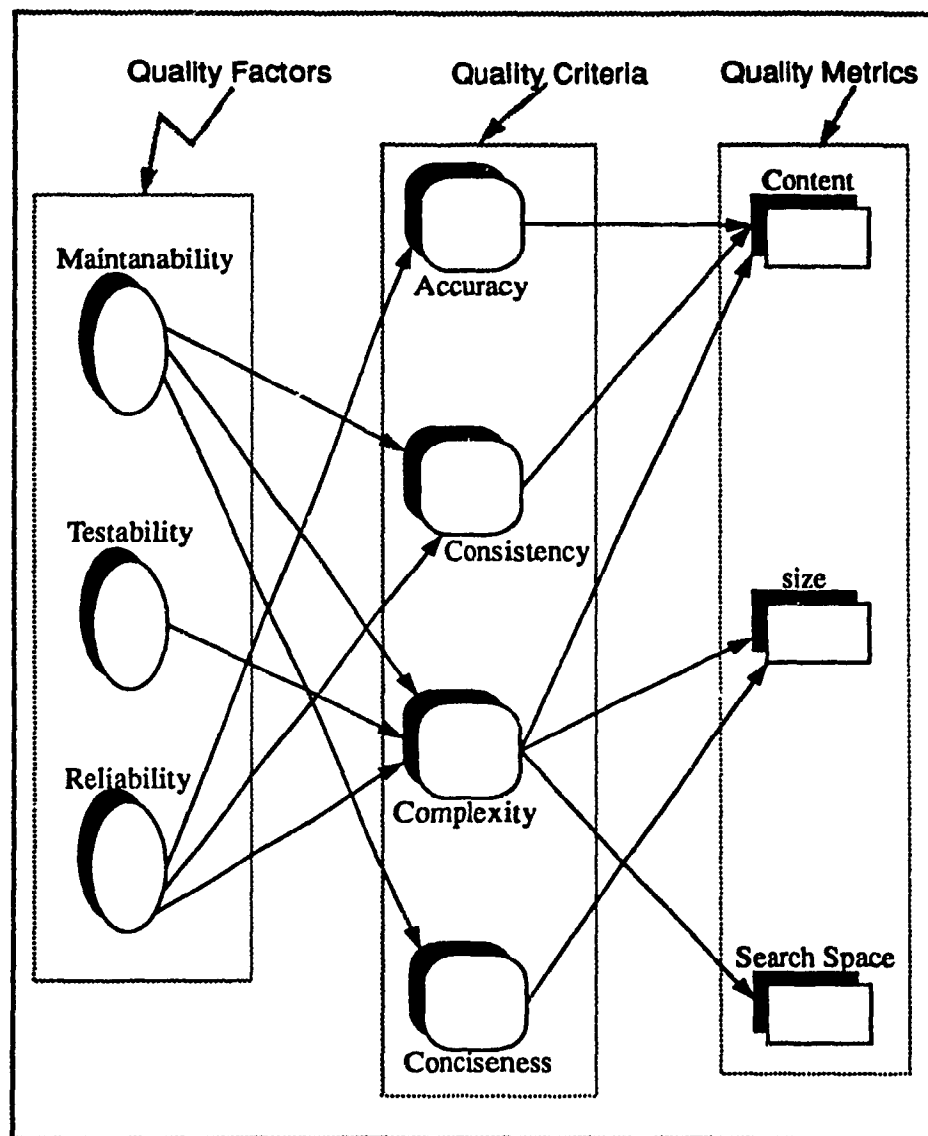 Quality Factors
Quality Criteria
Quality Metrics
Maintanability
Testability
Reliability
Accuracy
Consistency
Complexity
Conciseness
Content
size
Search Space